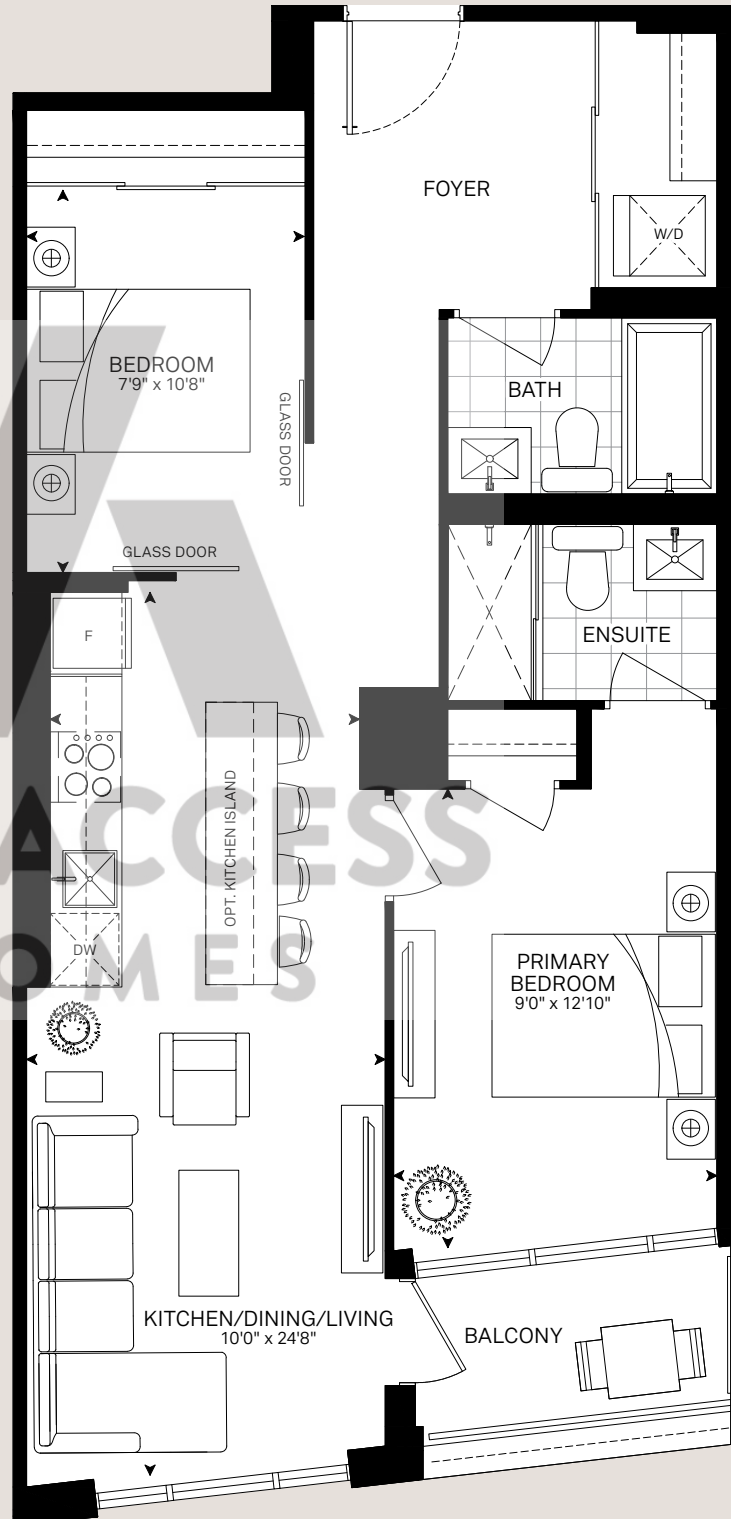 FOYER
W/D
BEDROOM
7'9" x 10'8"
GLASS DOOR
BATH
GLASS DOOR
F
ENSUITE
OPT. KITCHEN ISLAND
ACCESS
DW
OMES
PRIMARY
BEDROOM
9'0" x 12'10"
KITCHEN/DINING/LIVING
10'0" x 24'8"
BALCONY